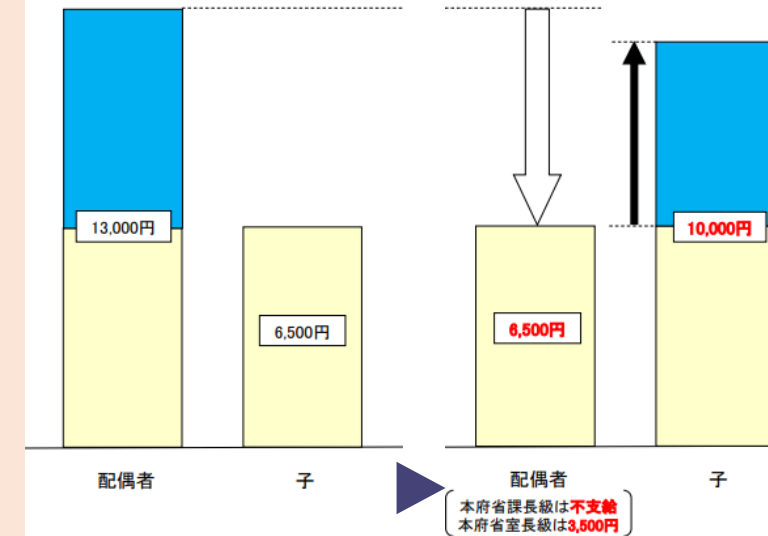 13,000円
6,500円
配偶者
子
6,500円
10,000円
配偶者
子
本府省課長級は不支給
本府省室長級は3,500円